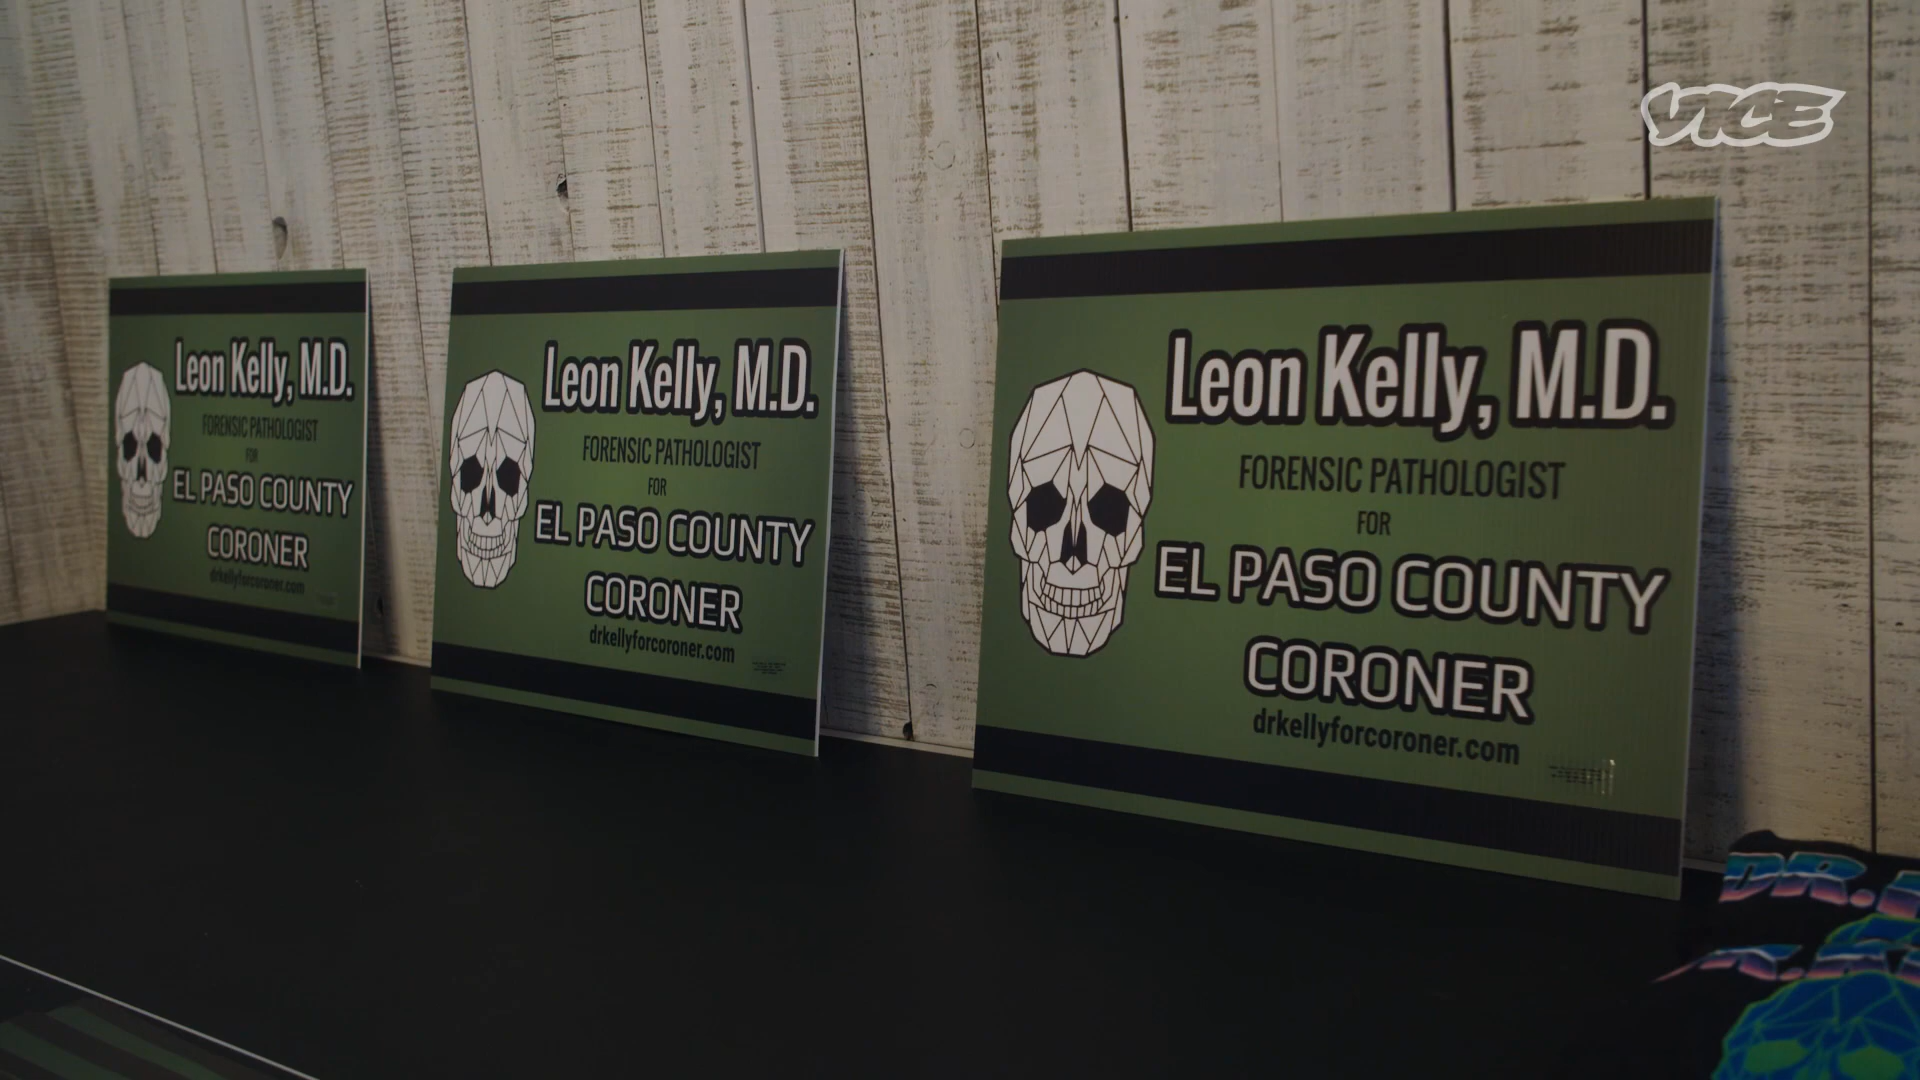 VICE
Leon Kelly, M.D.
FORENSIC PATHOLOGIST
FOR
EL PASO COUNTY
CORONER
drkellyforcoroner.com
Leon Kelly, M.D.
FORENSIC PATHOLOGIST
FOR
EL PASO COUNTY
CORONER
drkellyforcoroner.com
Leon Kelly, M.D.
FORENSIC PATHOLOGIST
FOR
EL PASO COUNTY
CORONER
drkellyforcoroner.com
DR.